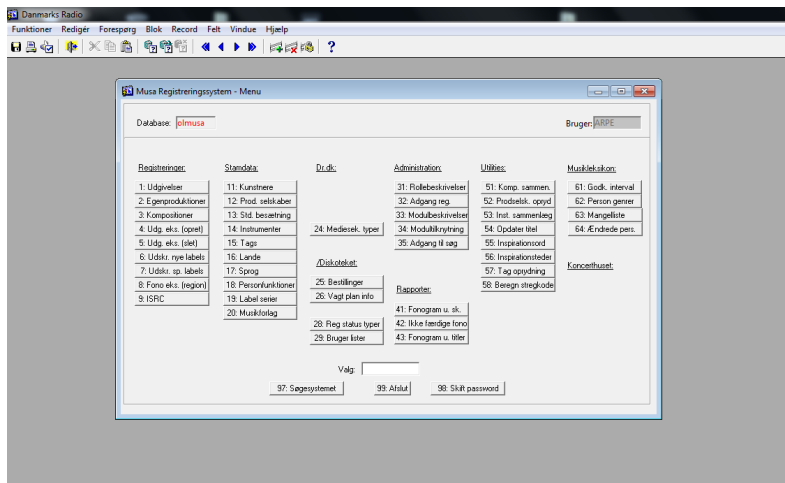 Danmarks Radio
Funktioner Redigér Forespørg Blok Record Felt Vindue Hjælp
Musa Registreringssystem - Menu
Database: olmusa
Bruger: ARPE
Registreringer:
1: Udgivelser
2: Egenproduktioner
3: Kompositioner
4: Udg. eks. (opret)
5: Udg. eks. (slet)
6: Udskr. nye labels
7: Udskr. sp. labels
8: Fono eks. (region)
9: ISRC
Stamdata:
11: Kunstnere
12: Prod. selskaber
13: Std. besætning
14: Instrumenter
15: Tags
16: Lande
17: Sprog
18: Personfunktioner
19: Label serier
20: Musikforlag
Dr.dk:
24: Mediesek. typer
/Diskoteket:
25: Bestillinger
26: Vagt plan info
28: Reg status typer
29: Bruger lister
Administration:
31: Rollebeskrivelser
32: Adgang reg.
33: Modulbeskrivelser
34: Modultilknytning
35: Adgang til søg
Rapporter:
41: Fonogram u. sk.
42: Ikke færdige fono
43: Fonogram u. titler
Utilities:
51: Komp. sammen.
52: Prodselsk. opryd
53: Inst. sammenlæg
54: Opdater titel
55: Inspirationsord
56: Inspirationsteder
57: Tag oprydning
58: Beregn stregkode
Musikleksikon:
61: Godk. interval
62: Person genrer
63: Mangelliste
64: Ændrede pers.
Koncerthuset:
Valg:
97: Søgesystemet 99: Afslut 98: Skift password